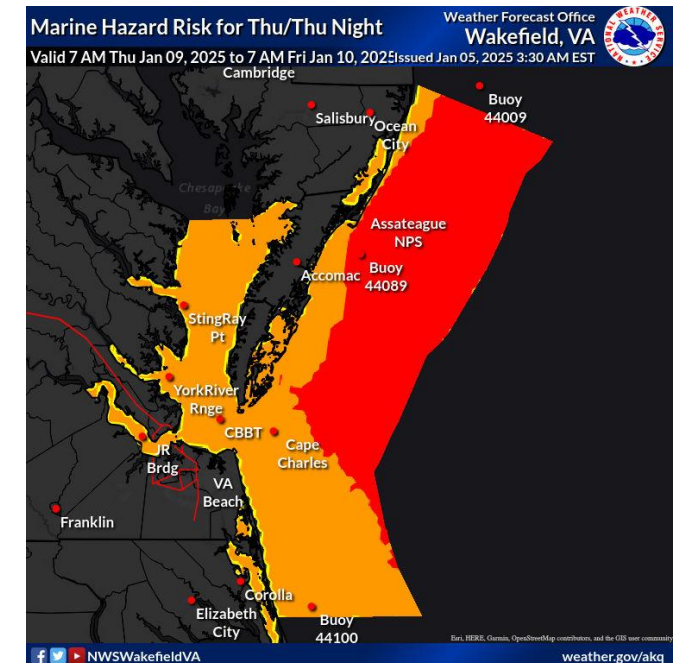 Marine Hazard Risk for Thu/Thu Night
Weather Forecast Office
Wakefield, VA
Valid 7 AM Thu Jan 09, 2025 to 7 AM Fri Jan 10, 2025
Issued Jan 05, 2025 3:30 AM EST
NATIONAL WEATHER SERVICE
Cambridge
Buoy
44009
Salisbury
Ocean
City
Chesapeake
Bay
Assateague
NPS
Accomac
Buoy
44089
StingRay
Pt
YorkRiver
Rnge
CBBT
Cape
Charles
JR
Brdg
VA
Beach
Franklin
Corolla
Elizabeth
City
Buoy
44100
Esri, HERE, Garmin, OpenStreetMap contributors, and the GIS user community
NWSWakefieldVA
weather.gov/akq